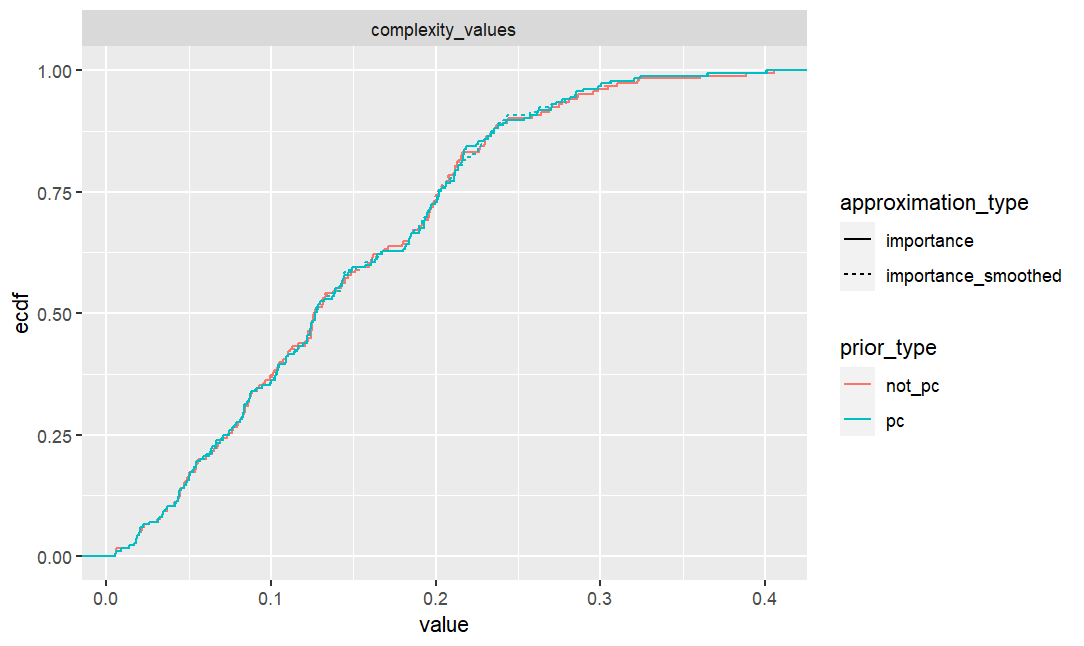 complexity_values
1.00
0.75
0.50
0.25
0.00
ecdf
0.0
0.1
0.2
0.3
0.4
value
approximation_type
importance
importance_smoothed
prior_type
not_pc
pc